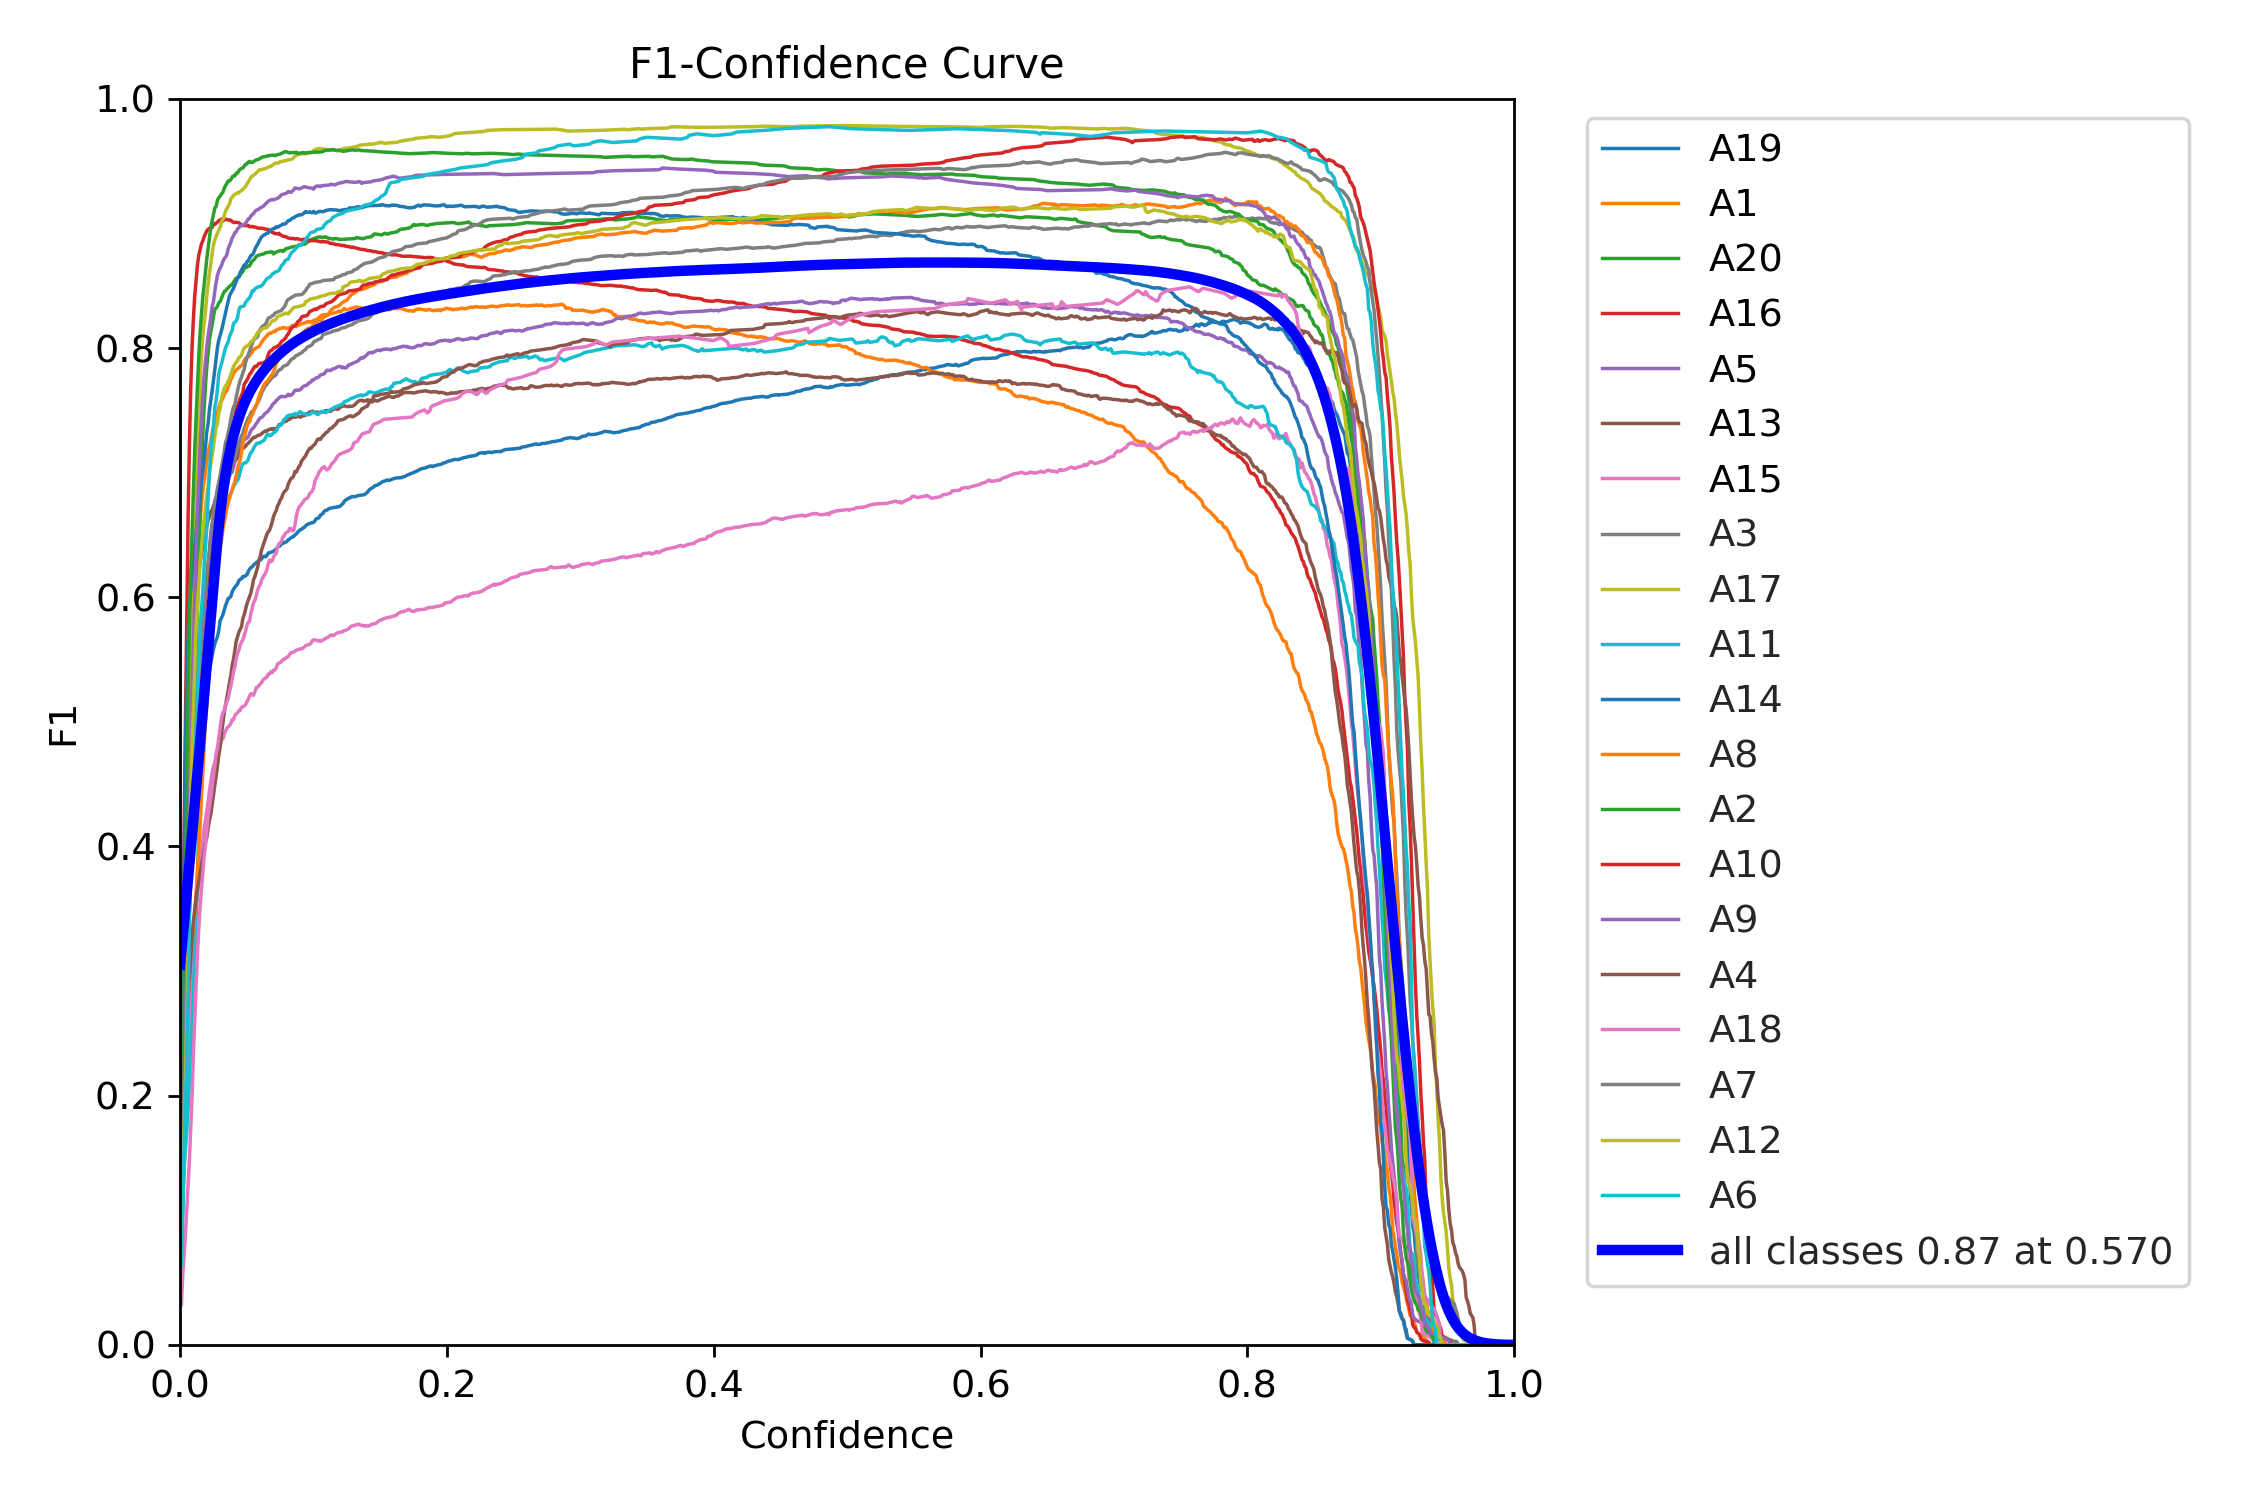 F1-Confidence Curve
1.0
0.8
0.6
0.4
0.2
0.0
F1
0.0 0.2 0.4 0.6 0.8 1.0
Confidence
A19
A1
A20
A16
A5
A13
A15
A3
A17
A11
A14
A8
A2
A10
A9
A4
A18
A7
A12
A6
all classes 0.87 at 0.570